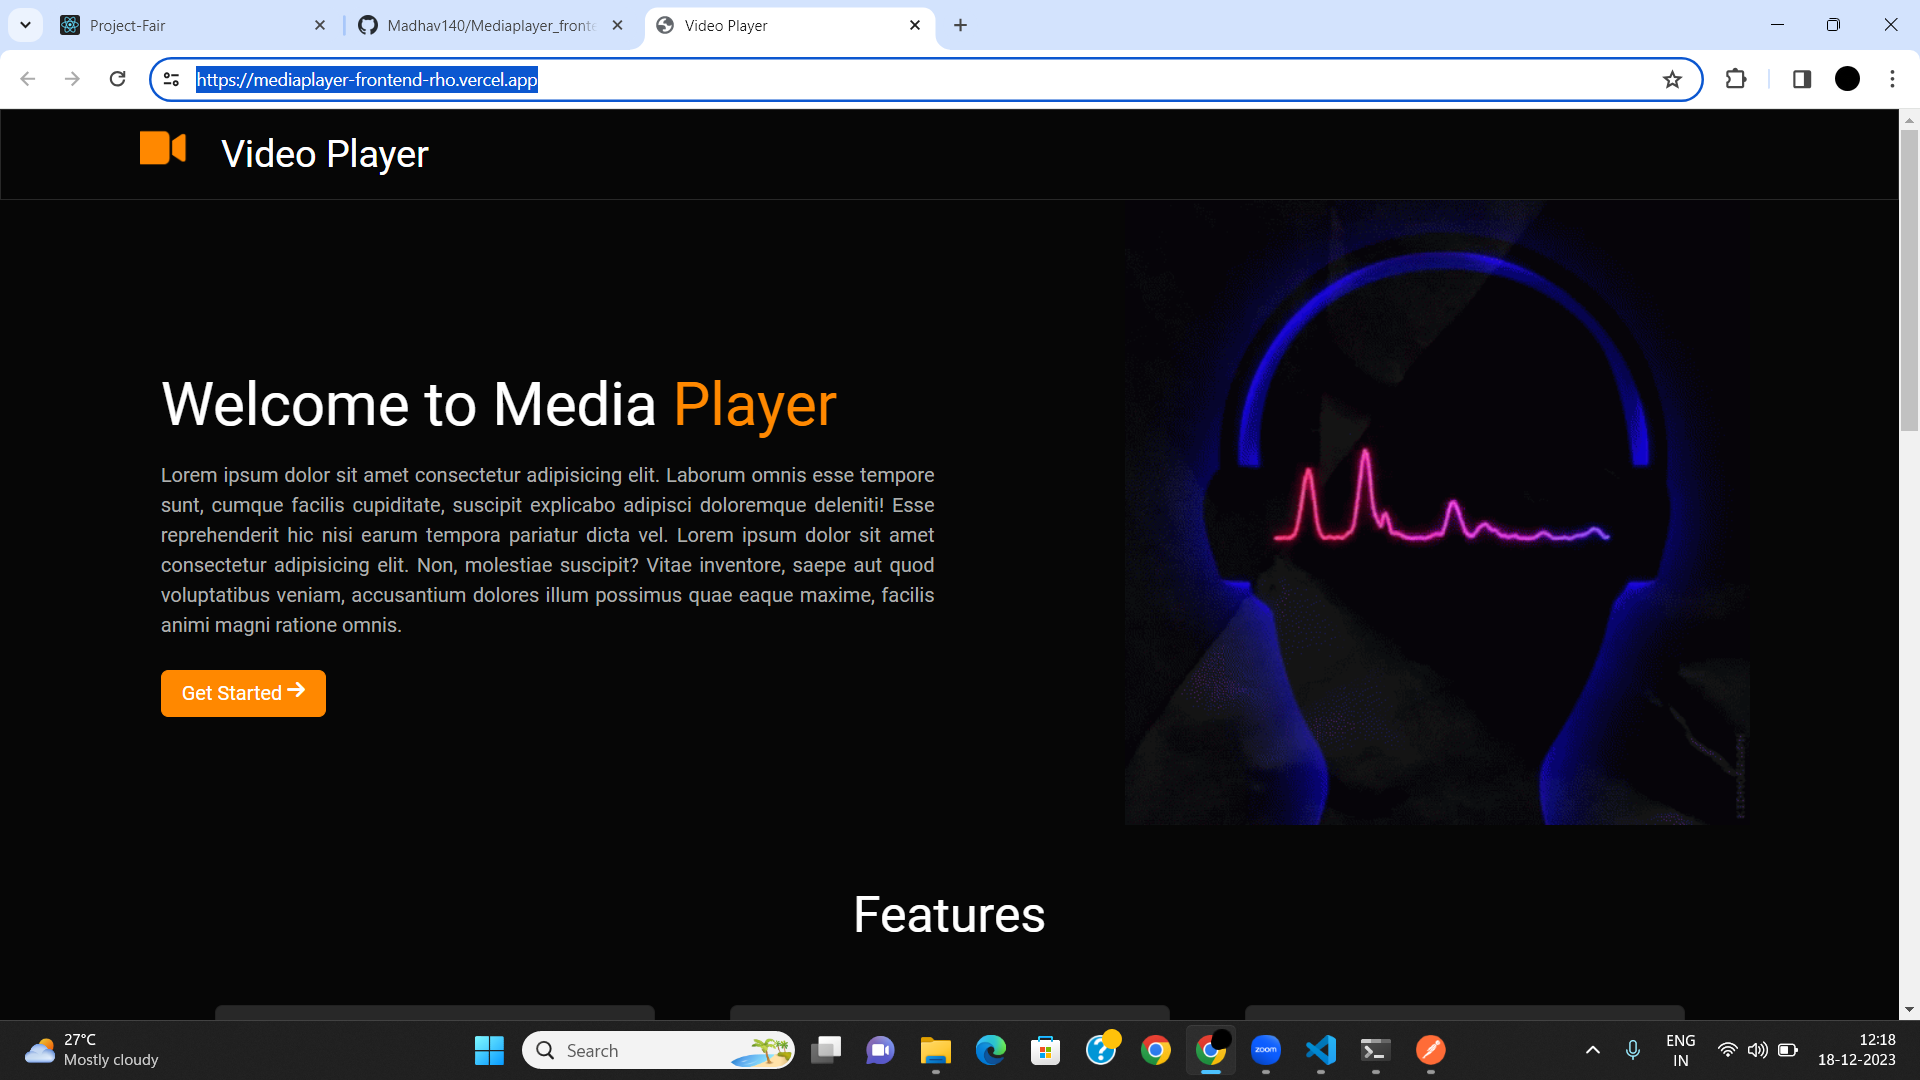 Project-Fair
Madhav140/Mediaplayer_fronte
Video Player
https://mediaplayer-frontend-rho.vercel.app
Video Player
Welcome to Media Player
Lorem ipsum dolor sit amet consectetur adipisicing elit. Laborum omnis esse tempore
sunt, cumque facilis cupiditate, suscipit explicabo adipisci doloremque deleniti! Esse
reprehenderit hic nisi earum tempora pariatur dicta vel. Lorem ipsum dolor sit amet
consectetur adipisicing elit. Non, molestiae suscipit? Vitae inventore, saepe aut quod
voluptatibus veniam, accusantium dolores illum possimus quae eaque maxime, facilis
animi magni ratione omnis.
Get Started
Features
27°C
Mostly cloudy
Search
zoom
ENG
IN
12:18
18-12-2023